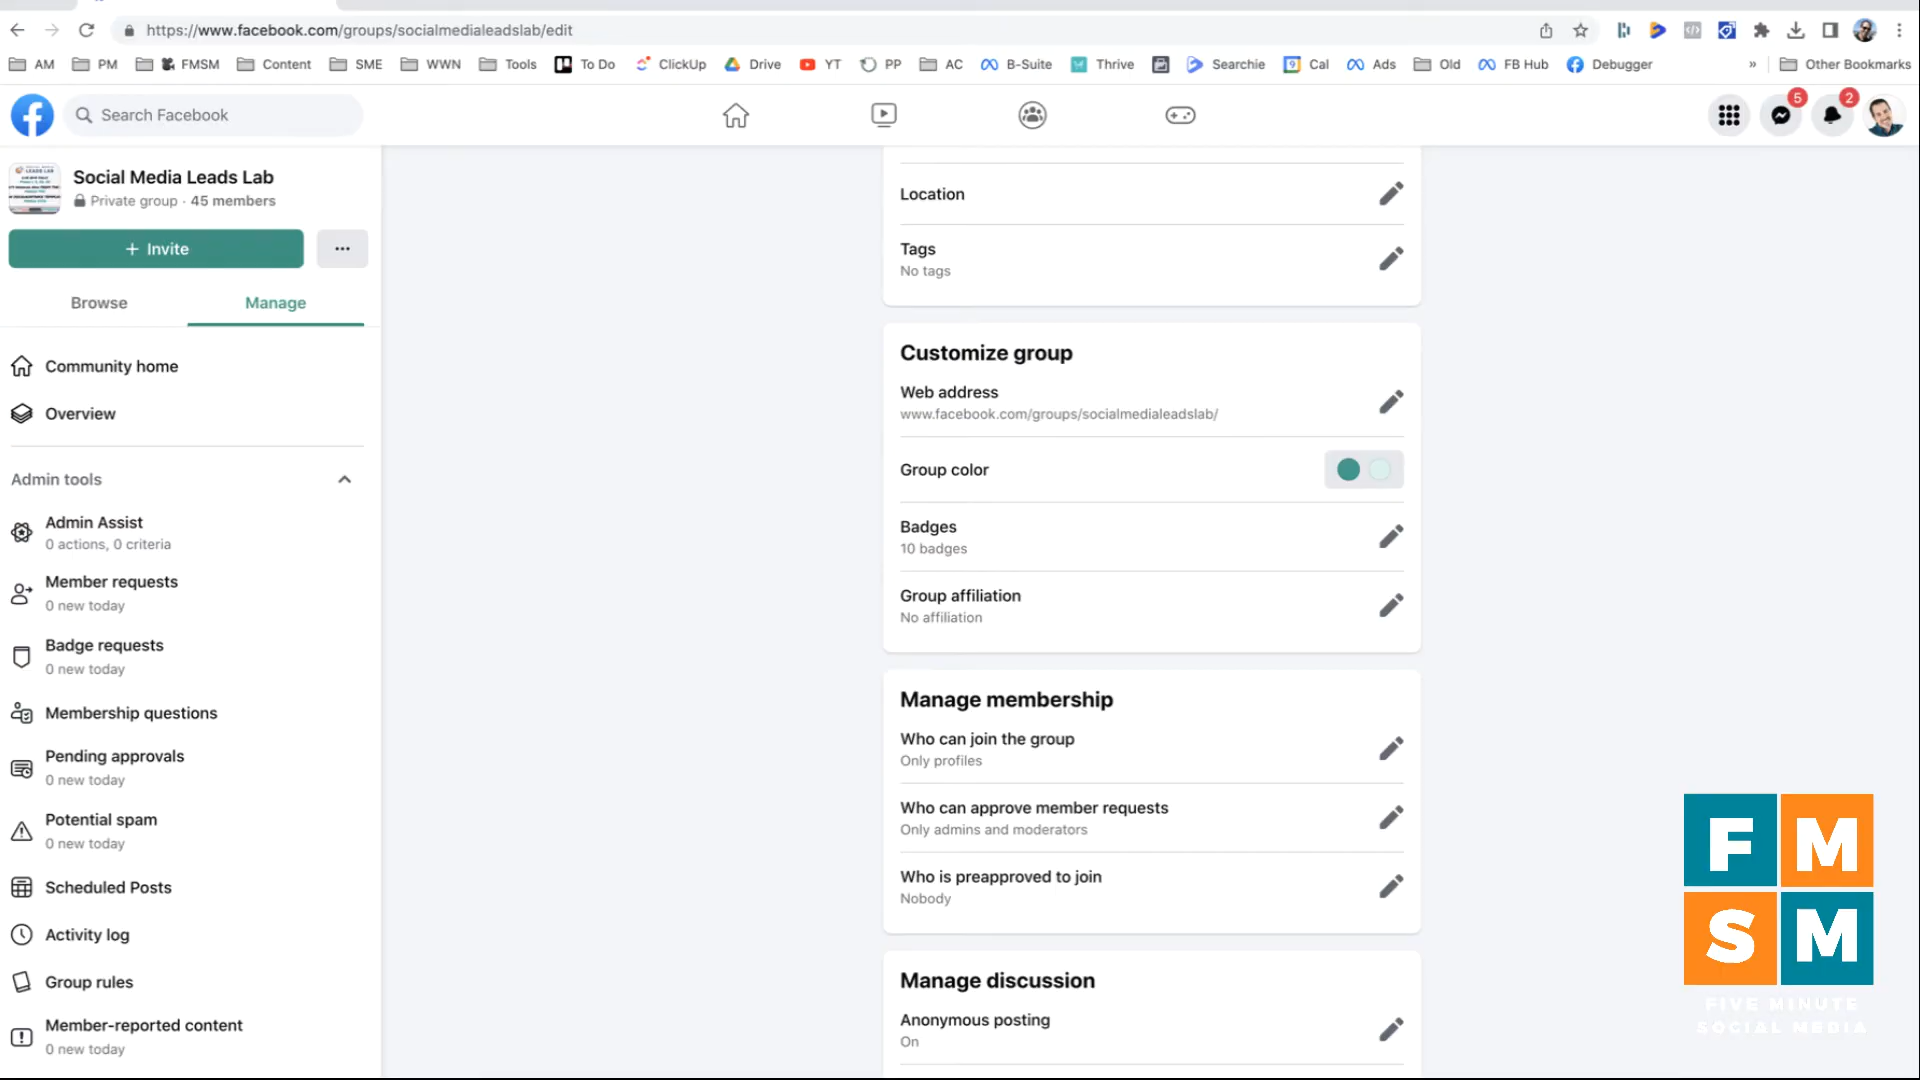 https://www.facebook.com/groups/socialmedialeadslab/edit
AM PM FMSM Content SME WWN Tools To Do ClickUp Drive YT PP AC B-Suite Thrive Searchie Cal Ads Old FB Hub Debugger » Other Bookmarks
Search Facebook
5
2
Social Media Leads Lab
Private group · 45 members
+ Invite
Browse Manage
Community home
Overview
Admin tools
Admin Assist
0 actions, 0 criteria
Member requests
0 new today
Badge requests
0 new today
Membership questions
Pending approvals
0 new today
Potential spam
0 new today
Scheduled Posts
Activity log
Group rules
Member-reported content
0 new today
Location
Tags
No tags
Customize group
Web address
www.facebook.com/groups/socialmedialeadslab/
Group color
Badges
10 badges
Group affiliation
No affiliation
Manage membership
Who can join the group
Only profiles
Who can approve member requests
Only admins and moderators
Who is preapproved to join
Nobody
Manage discussion
Anonymous posting
On
F M
S M
FIVE MINUTE
SOCIAL MEDIA